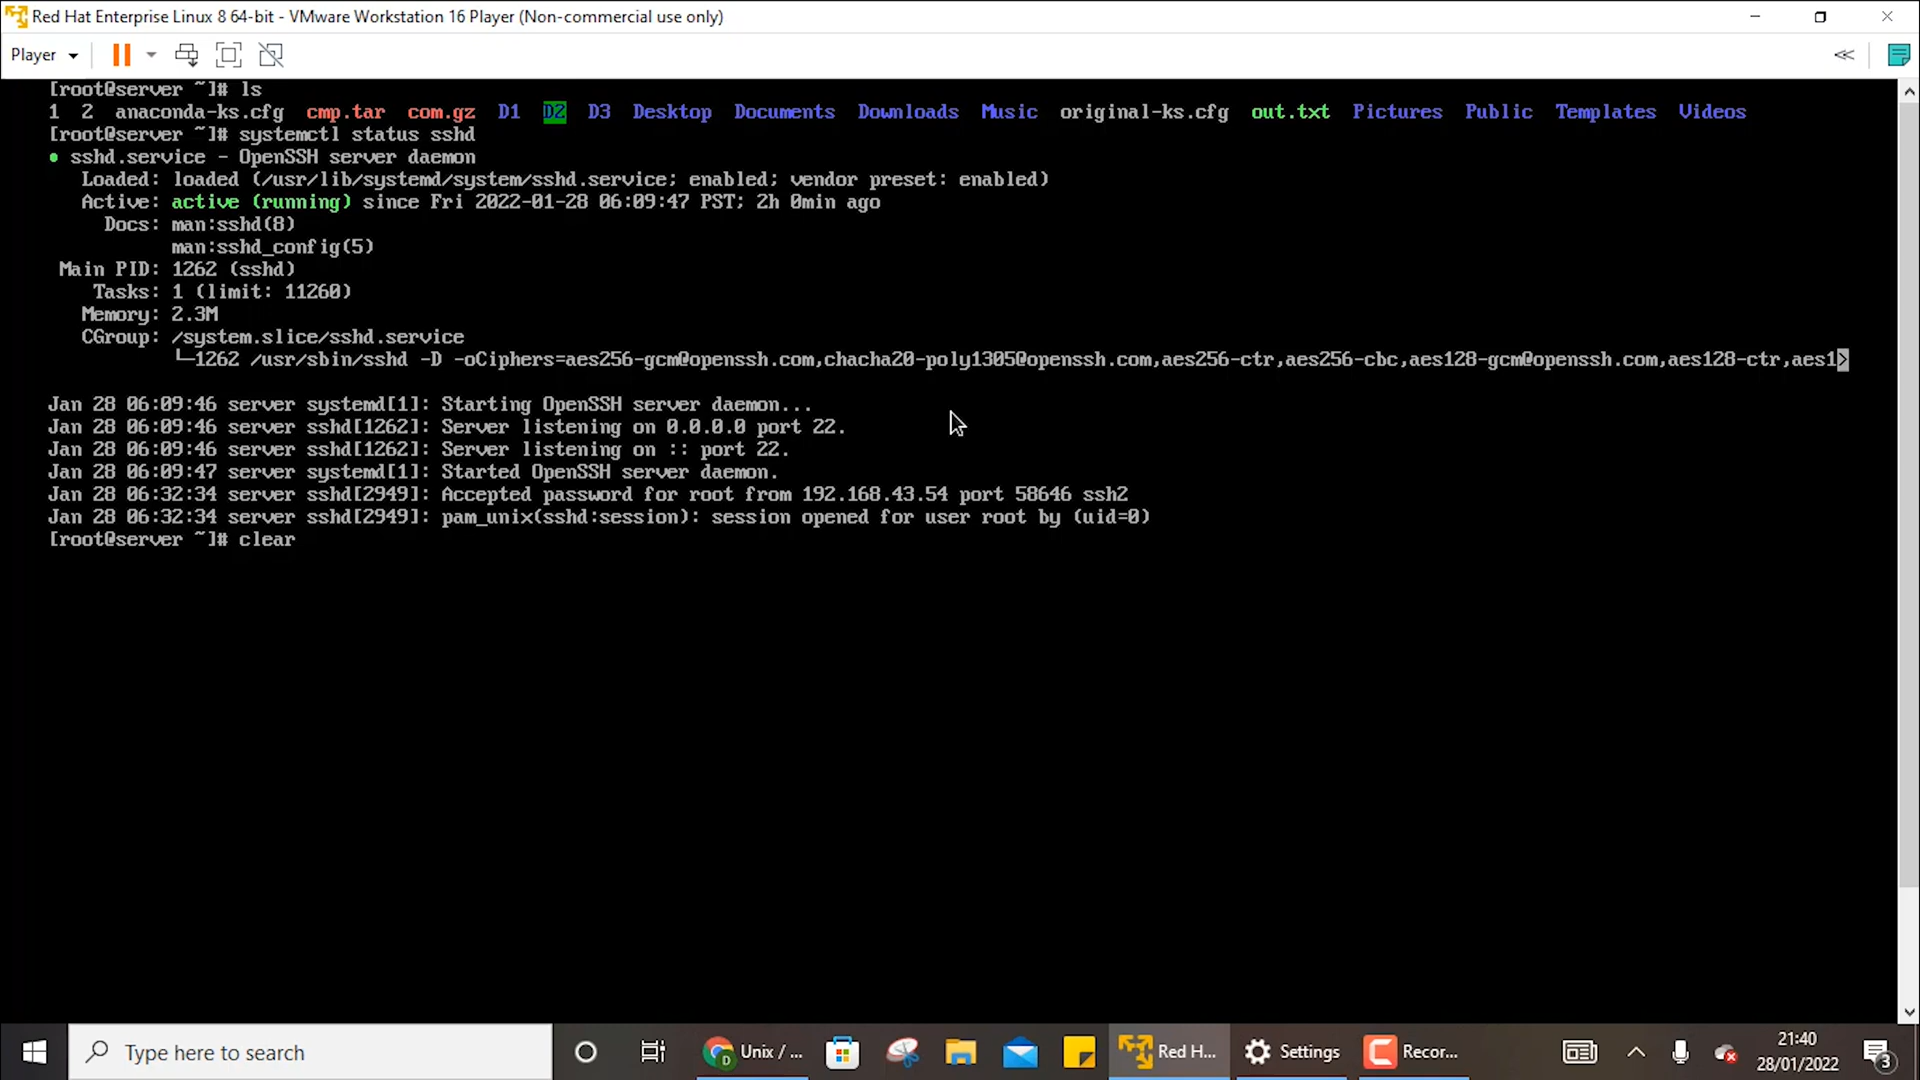 Red Hat Enterprise Linux 8 64-bit - VMware Workstation 16 Player (Non-commercial use only)
Player
[root@server ~]# ls
1 2 anaconda-ks.cfg cmp.tar com.gz D1 D2 D3 Desktop Documents Downloads Music original-ks.cfg out.txt Pictures Public Templates Videos
[root@server ~]# systemctl status sshd
● sshd.service - OpenSSH server daemon
Loaded: loaded (/usr/lib/systemd/system/sshd.service; enabled; vendor preset: enabled)
Active: active (running) since Fri 2022-01-28 06:09:47 PST; 2h 0min ago
Docs: man:sshd(8)
man:sshd_config(5)
Main PID: 1262 (sshd)
Tasks: 1 (limit: 11260)
Memory: 2.3M
CGroup: /system.slice/sshd.service
└─1262 /usr/sbin/sshd -D -oCiphers=aes256-gcm@openssh.com,chacha20-poly1305@openssh.com,aes256-ctr,aes256-cbc,aes128-gcm@openssh.com,aes128-ctr,aes1>
Jan 28 06:09:46 server systemd[1]: Starting OpenSSH server daemon...
Jan 28 06:09:46 server sshd[1262]: Server listening on 0.0.0.0 port 22.
Jan 28 06:09:46 server sshd[1262]: Server listening on :: port 22.
Jan 28 06:09:47 server systemd[1]: Started OpenSSH server daemon.
Jan 28 06:32:34 server sshd[2949]: Accepted password for root from 192.168.43.54 port 58646 ssh2
Jan 28 06:32:34 server sshd[2949]: pam_unix(sshd:session): session opened for user root by (uid=0)
[root@server ~]# clear
Type here to search
Unix / ...
Red H...
Settings
Recor...
21:40
28/01/2022
3